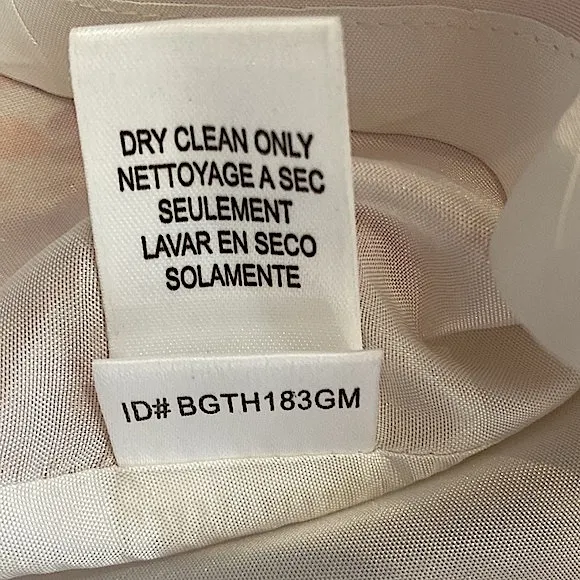 DRY CLEAN ONLY
NETTOYAGE A SEC
SEULEMENT
LAVAR EN SECO
SOLAMENTE
ID# BGTH183GM